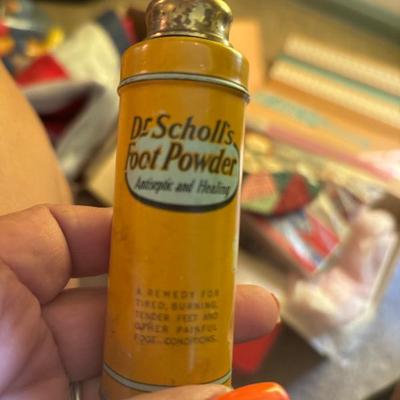 Dr Scholl's
Foot Powder
Antiseptic and Healing
A REMEDY FOR
TIRED, BURNING,
TENDER FEET AND
OTHER PAINFUL
FOOT CONDITIONS.